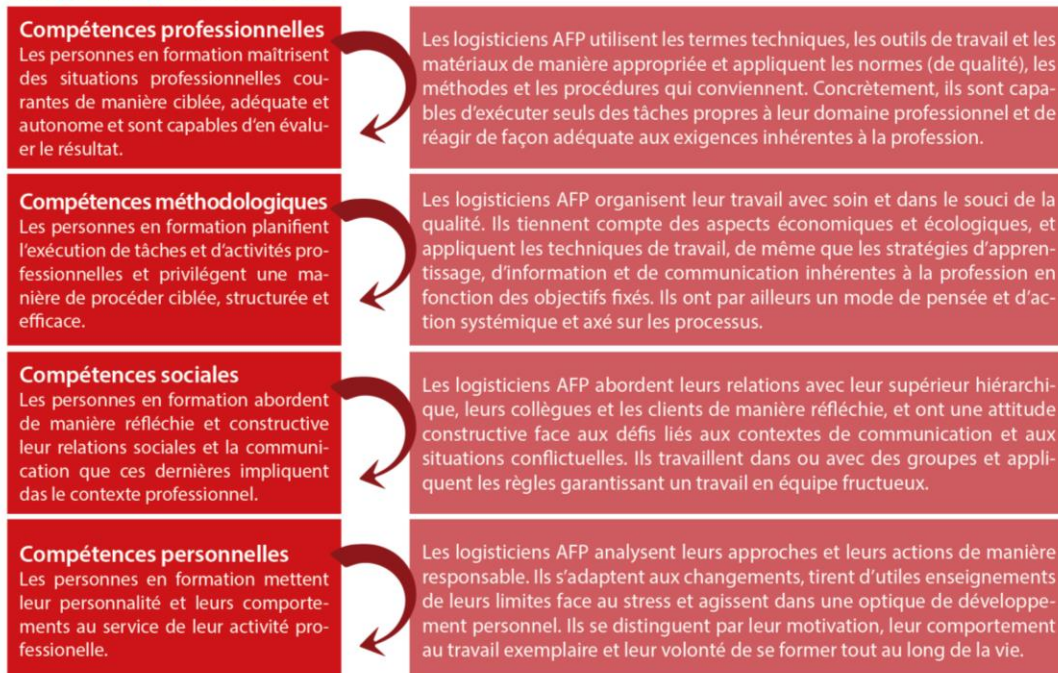 Compétences professionnelles
Les personnes en formation maîtrisent
des situations professionnelles cou-
rantes de manière ciblée, adéquate et
autonome et sont capables d'en évalu-
er le résultat.
Les logisticiens AFP utilisent les termes techniques, les outils de travail et les
matériaux de manière appropriée et appliquent les normes (de qualité), les
méthodes et les procédures qui conviennent. Concrètement, ils sont capa-
bles d'exécuter seuls des tâches propres à leur domaine professionnel et de
réagir de façon adéquate aux exigences inhérentes à la profession.
Compétences méthodologiques
Les personnes en formation planifient
l'exécution de tâches et d'activités pro-
fessionnelles et privilégent une ma-
nière de procéder ciblée, structurée et
efficace.
Les logisticiens AFP organisent leur travail avec soin et dans le souci de la
qualité. Ils tiennent compte des aspects économiques et écologiques, et
appliquent les techniques de travail, de même que les stratégies d'appren-
tissage, d'information et de communication inhérentes à la profession en
fonction des objectifs fixés. Ils ont par ailleurs un mode de pensée et d'ac-
tion systémique et axé sur les processus.
Compétences sociales
Les personnes en formation abordent
de manière réfléchie et constructive
leur relations sociales et la communi-
cation que ces dernières impliquent
das le contexte professionnel.
Les logisticiens AFP abordent leurs relations avec leur supérieur hiérarchi-
que, leurs collègues et les clients de manière réfléchie, et ont une attitude
constructive face aux défis liés aux contextes de communication et aux
situations conflictuelles. Ils travaillent dans ou avec des groupes et appli-
quent les règles garantissant un travail en équipe fructueux.
Compétences personnelles
Les personnes en formation mettent
leur personnalité et leurs comporte-
ments au service de leur activité pro-
fessionelle.
Les logisticiens AFP analysent leurs approches et leurs actions de manière
responsable. Ils s'adaptent aux changements, tirent d'utiles enseignements
de leurs limites face au stress et agissent dans une optique de développe-
ment personnel. Ils se distinguent par leur motivation, leur comportement
au travail exemplaire et leur volonté de se former tout au long de la vie.